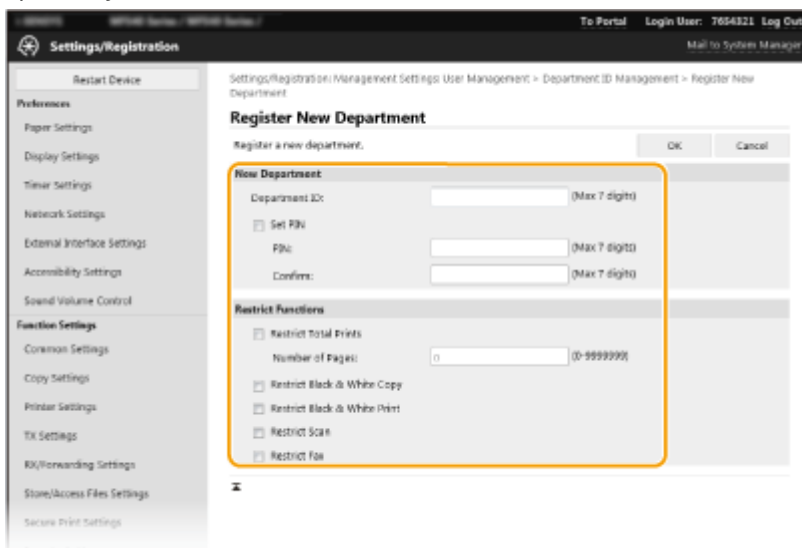 To Portal Login User: 7654321 Log Out
Settings/Registration
Mail to System Manager
Restart Device
Preferences
Paper Settings
Display Settings
Timer Settings
Network Settings
External Interface Settings
Accessibility Settings
Sound Volume Control
Function Settings
Common Settings
Copy Settings
Printer Settings
TX Settings
RX/Forwarding Settings
Store/Access Files Settings
Secure Print Settings
Settings/Registration: Management Settings: User Management > Department ID Management > Register New
Department
Register New Department
Register a new department.
OK Cancel
New Department
Department ID: (Max 7 digits)
Set PIN
PIN: (Max 7 digits)
Confirm: (Max 7 digits)
Restrict Functions
Restrict Total Prints
Number of Pages: 0 (0-9999999)
Restrict Black & White Copy
Restrict Black & White Print
Restrict Scan
Restrict Fax